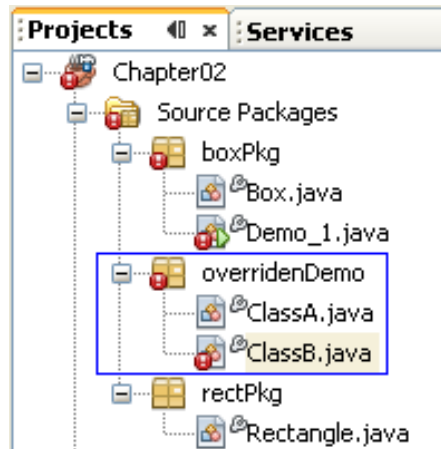 Projects Services
Chapter02
Source Packages
boxPkg
Box.java
Demo_1.java
overridenDemo
ClassA.java
ClassB.java
rectPkg
Rectangle.java